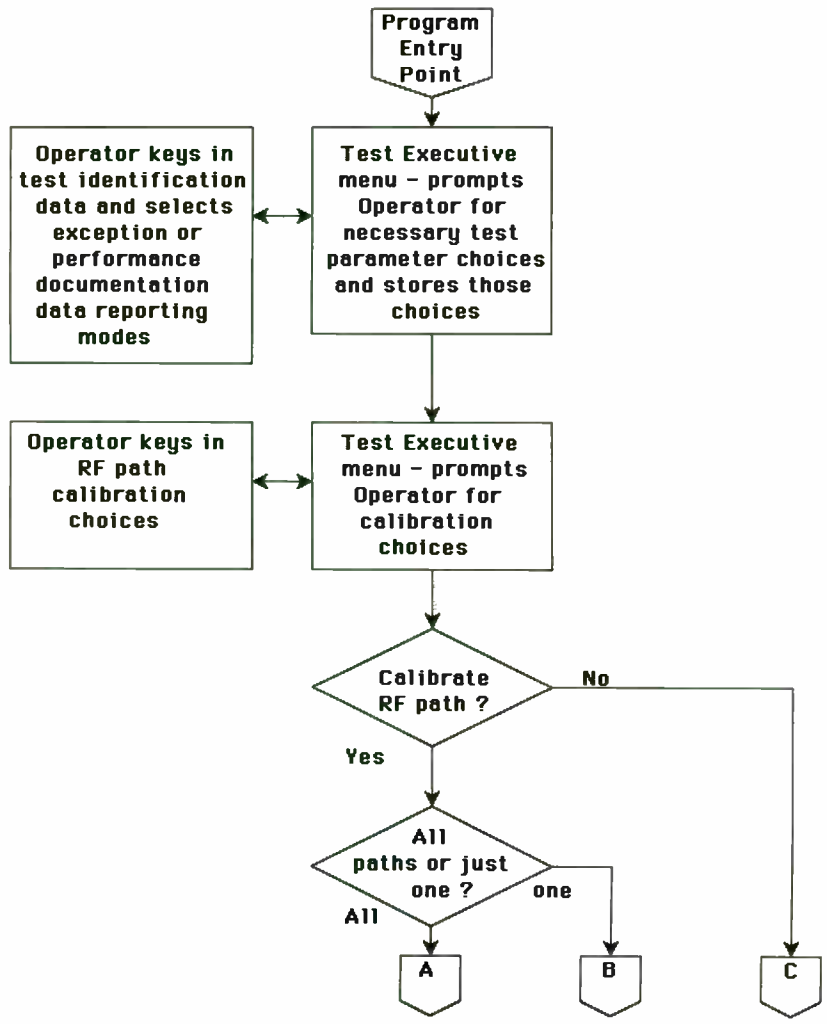 Program
Entry
Point
Operator keys in
test identification
data and selects
exception or
performance
documentation
data reporting
modes
Test Executive
menu - prompts
Operator for
necessary test
parameter choices
and stores those
choices
Operator keys in
RF path
calibration
choices
Test Executive
menu - prompts
Operator for
calibration
choices
Calibrate
RF path ?
No
Yes
All
paths or just
one ?
one
All
A
B
C